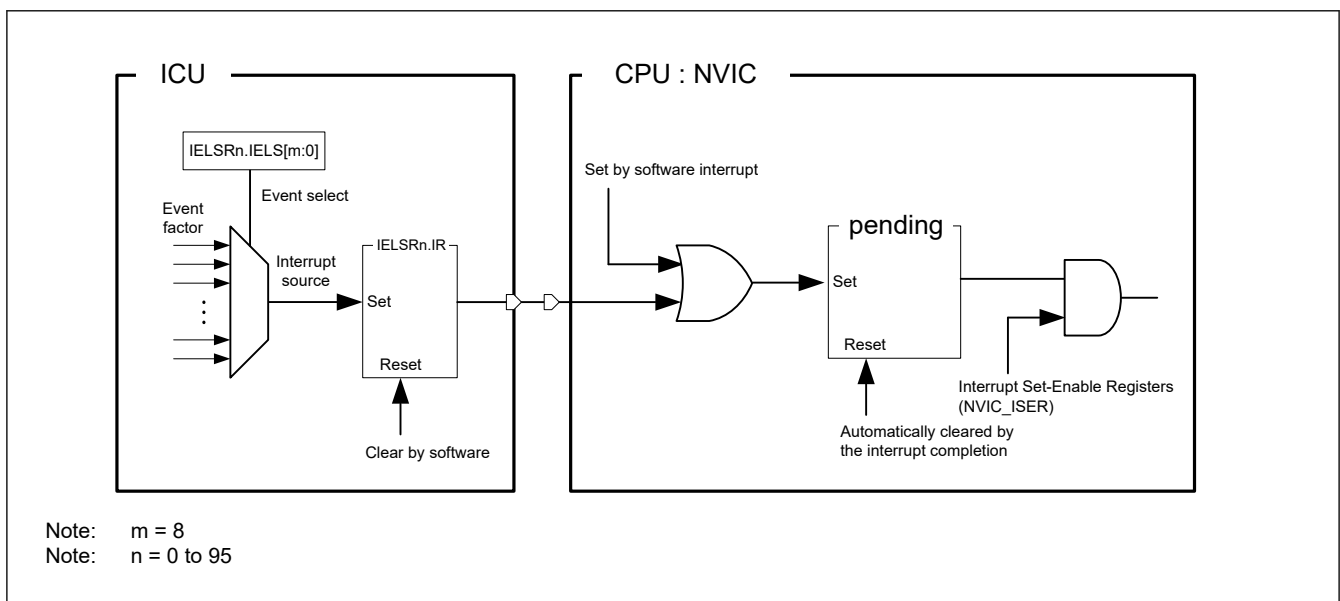 ICU
CPU : NVIC
IELSRn.IELS[m:0]
Event select
Event
factor
Interrupt
source
IELSRn.IR
Set
Reset
Clear by software
Set by software interrupt
pending
Set
Reset
Automatically cleared by
the interrupt completion
Interrupt Set-Enable Registers
(NVIC_ISER)
Note: m = 8
Note: n = 0 to 95